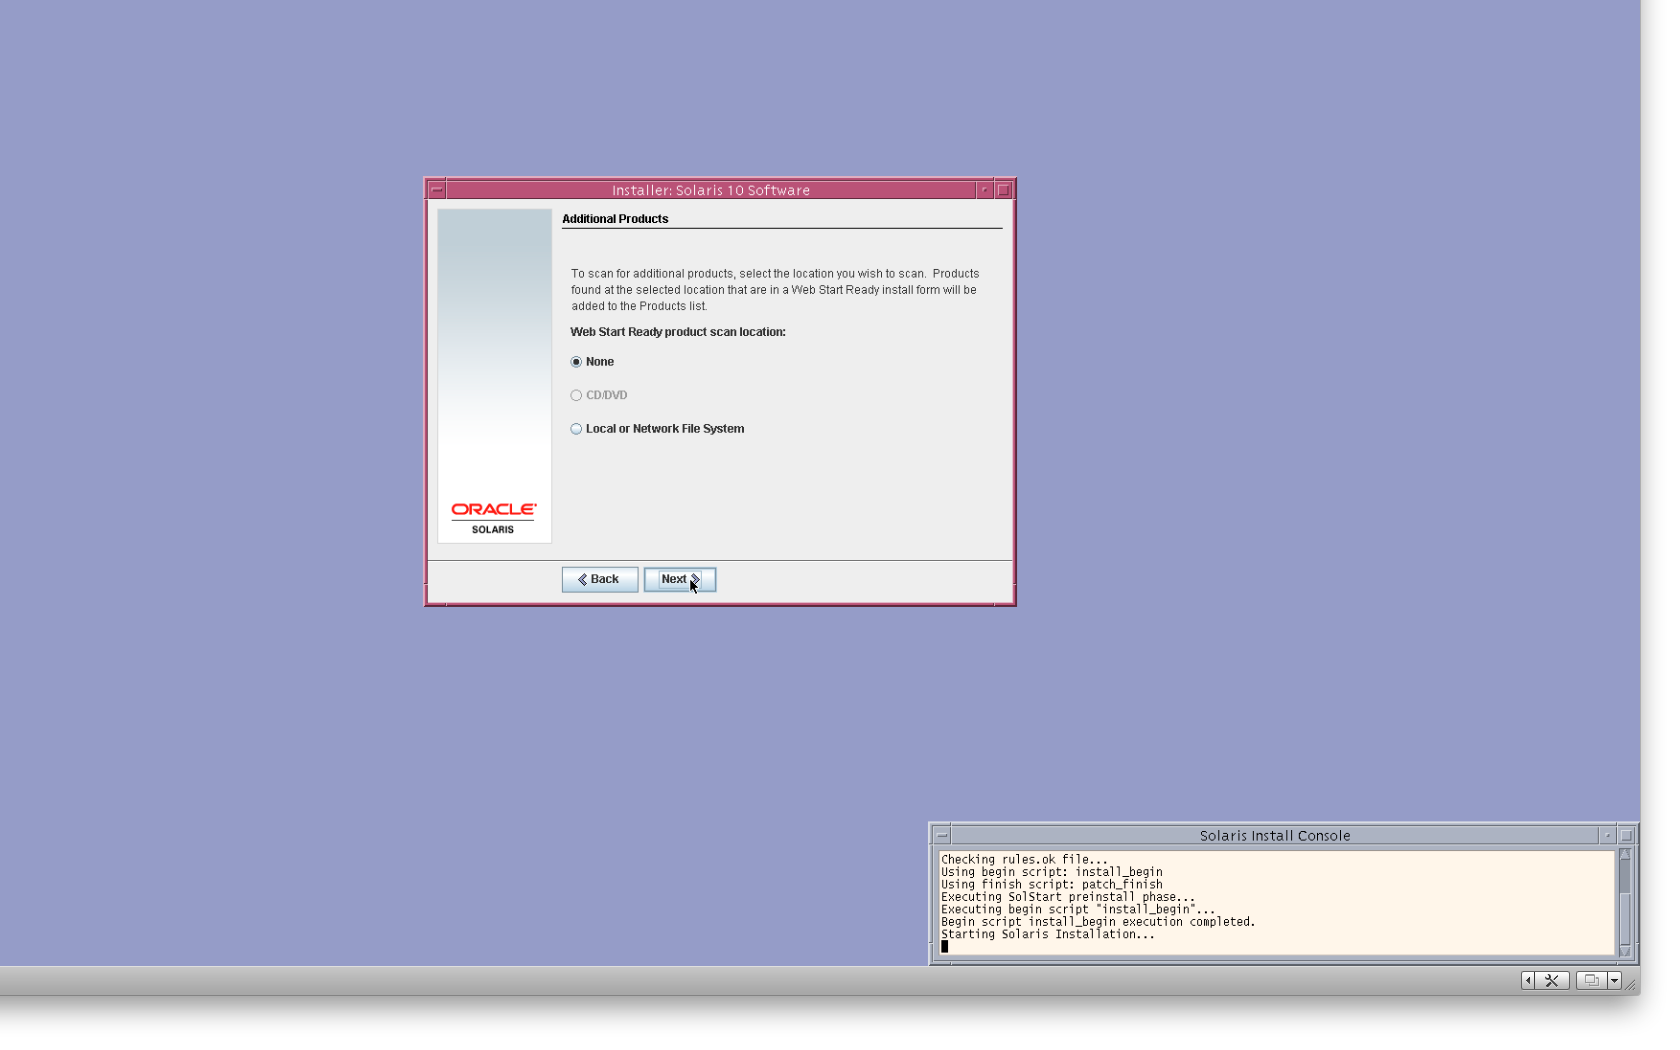 Installer: Solaris 10 Software
Additional Products
To scan for additional products, select the location you wish to scan. Products
found at the selected location that are in a Web Start Ready install form will be
added to the Products list.
Web Start Ready product scan location:
None
CD/DVD
Local or Network File System
ORACLE
SOLARIS
Back
Next
Solaris Install Console
Checking rules.ok file...
Using begin script: install_begin
Using finish script: patch_finish
Executing SolStart preinstall phase...
Executing begin script "install_begin"...
Begin script install_begin execution completed.
Starting Solaris Installation...